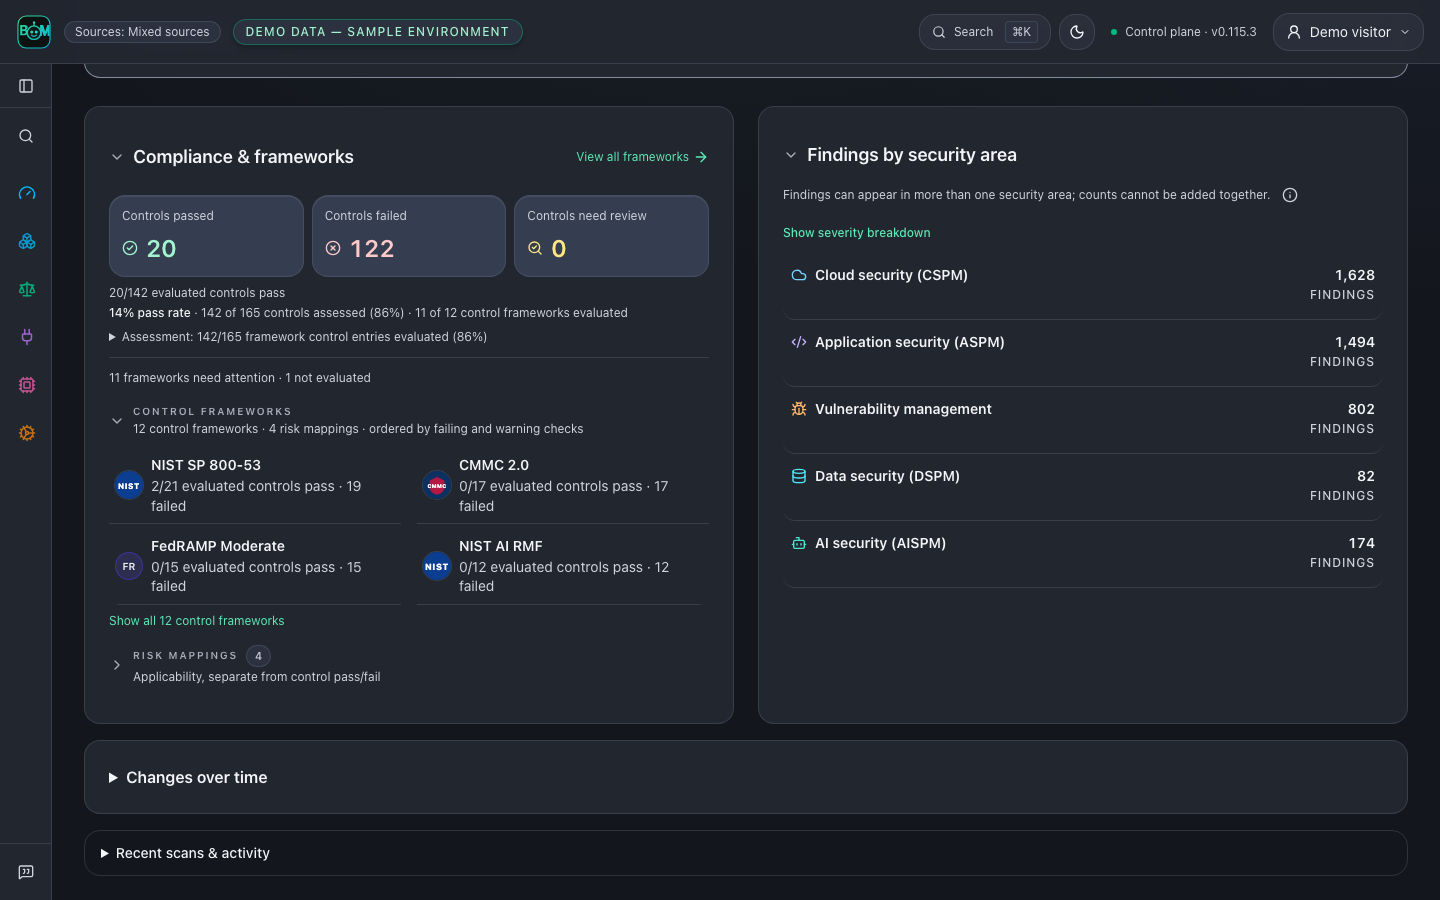 BOM
Sources: Mixed sources
DEMO DATA — SAMPLE ENVIRONMENT
Search
⌘K
Control plane · v0.115.3
Demo visitor
Compliance & frameworks
View all frameworks
Controls passed
20
Controls failed
122
Controls need review
0
20/142 evaluated controls pass
14% pass rate · 142 of 165 controls assessed (86%) · 11 of 12 control frameworks evaluated
Assessment: 142/165 framework control entries evaluated (86%)
11 frameworks need attention · 1 not evaluated
CONTROL FRAMEWORKS
12 control frameworks · 4 risk mappings · ordered by failing and warning checks
NIST
NIST SP 800-53
2/21 evaluated controls pass · 19
failed
CMMC
CMMC 2.0
0/17 evaluated controls pass · 17
failed
FR
FedRAMP Moderate
0/15 evaluated controls pass · 15
failed
NIST
NIST AI RMF
0/12 evaluated controls pass · 12
failed
Show all 12 control frameworks
RISK MAPPINGS
4
Applicability, separate from control pass/fail
Findings by security area
Findings can appear in more than one security area; counts cannot be added together.
Show severity breakdown
Cloud security (CSPM)
1,628
FINDINGS
Application security (ASPM)
1,494
FINDINGS
Vulnerability management
802
FINDINGS
Data security (DSPM)
82
FINDINGS
AI security (AISPM)
174
FINDINGS
Changes over time
Recent scans & activity